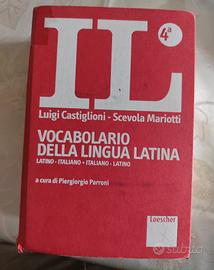 IL
4ª
Luigi Castiglioni - Scevola Mariotti
VOCABOLARIO
DELLA LINGUA LATINA
LATINO - ITALIANO • ITALIANO - LATINO
a cura di Piergiorgio Parroni
Loescher
subito